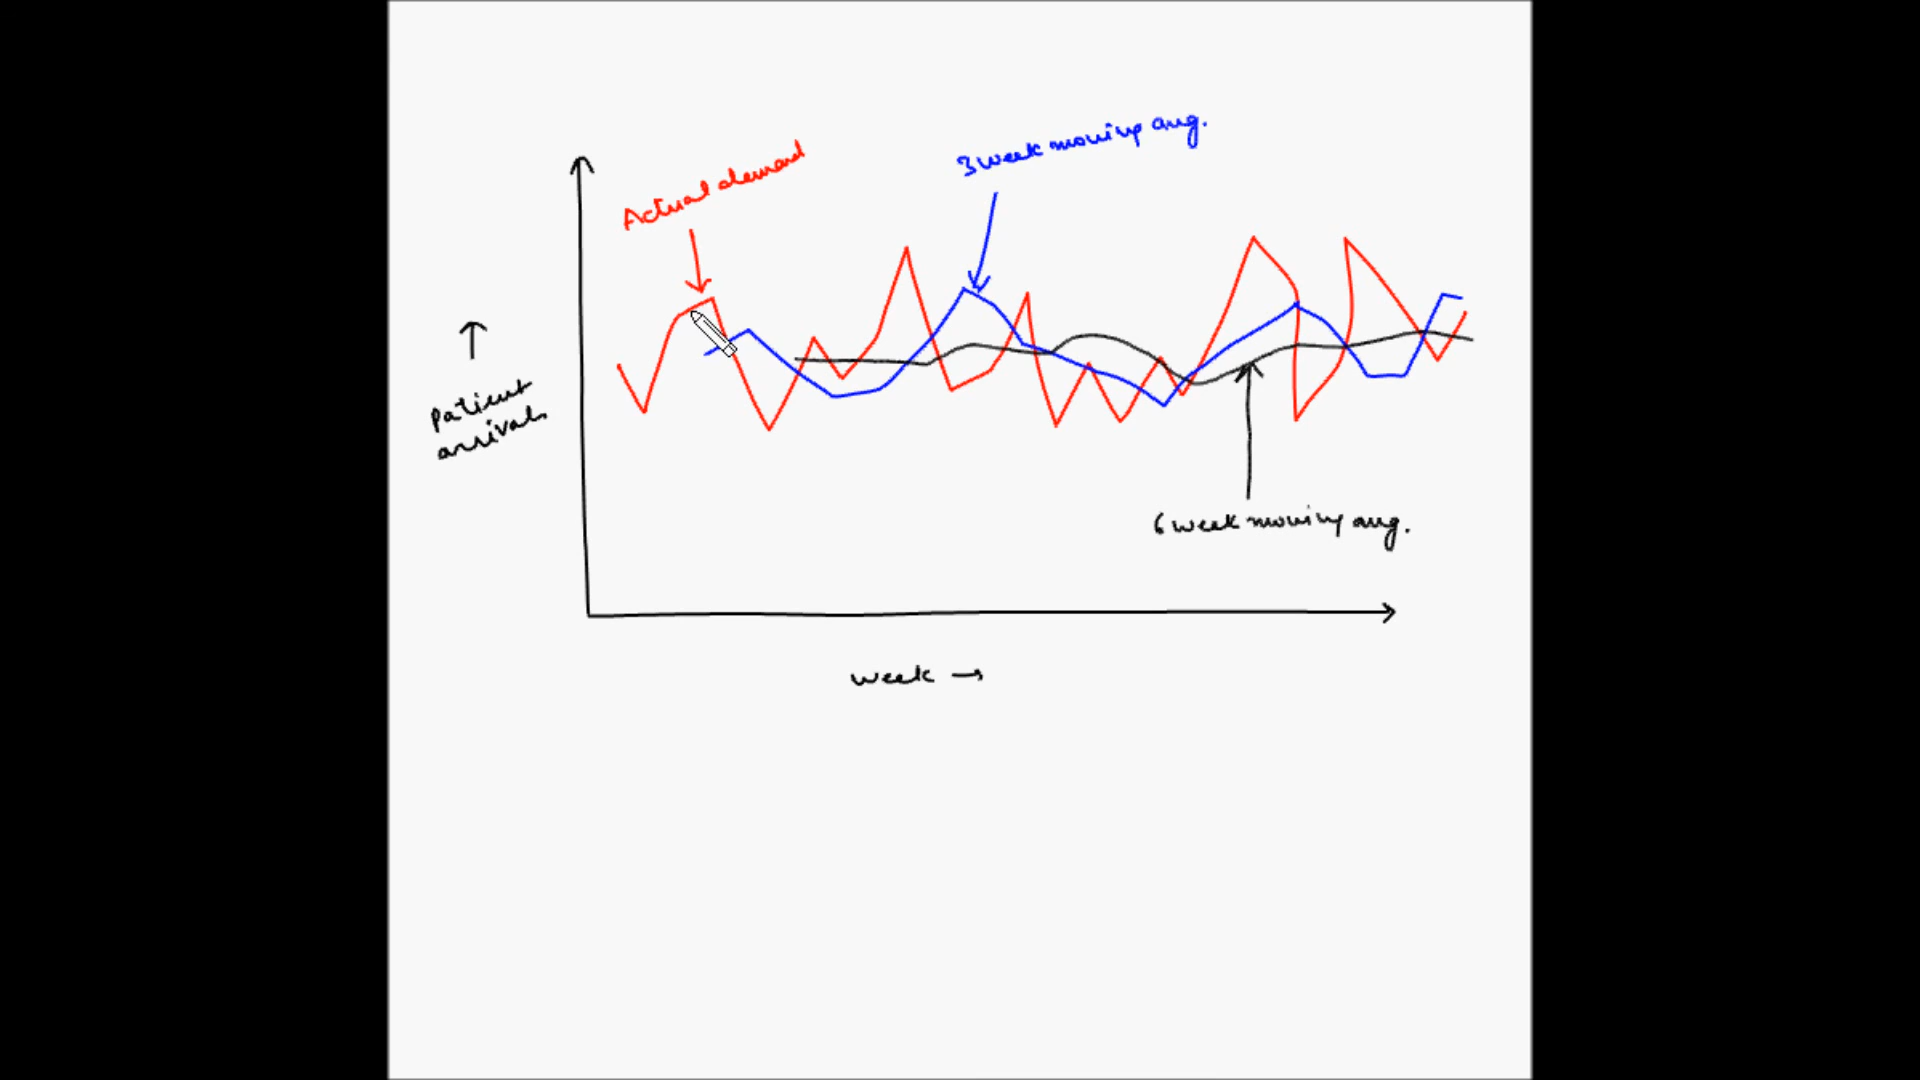 3 week moving avg.
Actual demand
Patient
arrivals
6 week moving avg.
week →